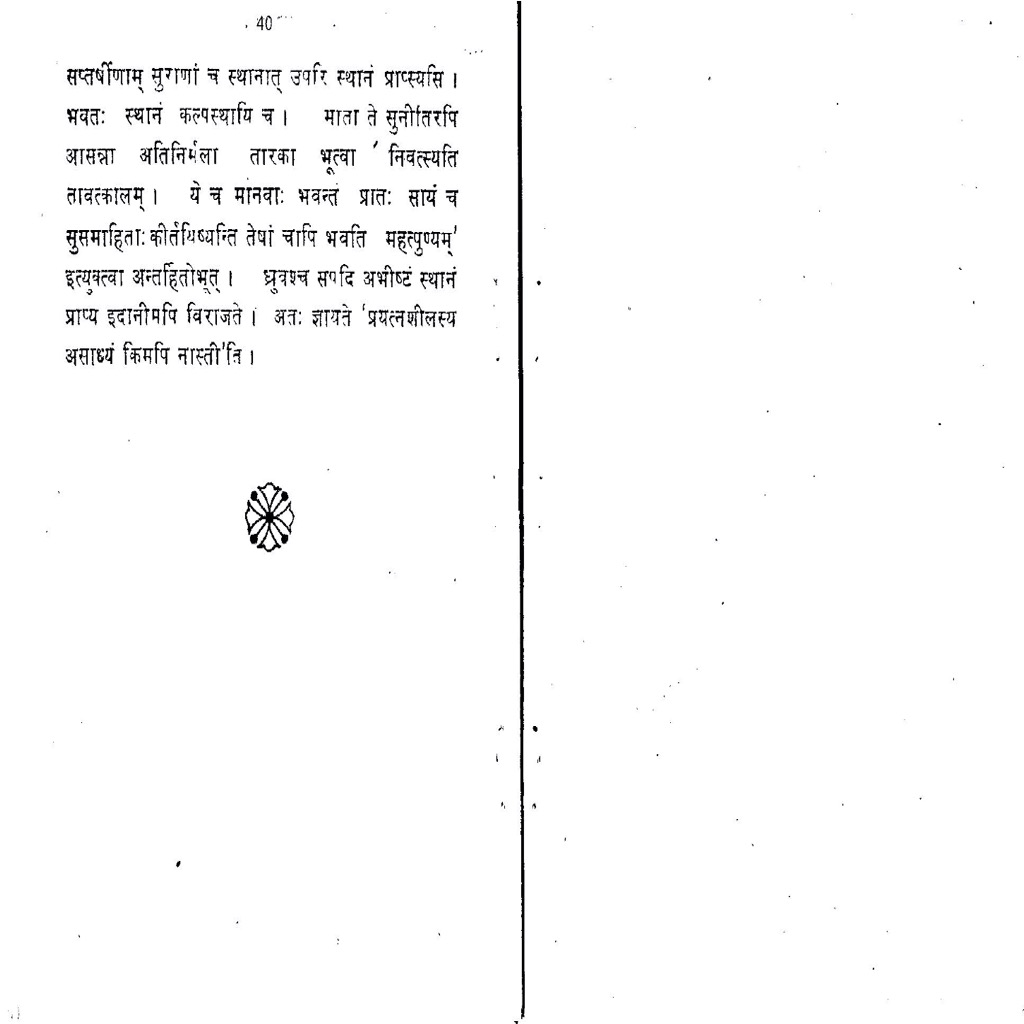 40
सप्तर्षीणाम् सुराणां च स्थानात् उपरि स्थानं प्राप्स्यसि ।
भवतः स्थानं कल्पस्थायि च । माता ते सुनीतिरपि
आसन्ना अतिनिर्मला तारका भूत्वा ' निवत्स्यति
तावत्कालम् । ये च मानवाः भवन्तं प्रातः सायं च
सुसमाहिताः कीर्तयिष्यन्ति तेषां चापि भवति महत्पुण्यम्'
इत्युक्त्वा अन्तर्हितोभूत् । ध्रुवश्च सपदि अभीष्टं स्थानं
प्राप्य इदानीमपि विराजते । अतः ज्ञायते 'प्रयत्नशीलस्य
असाध्यं किमपि नास्ती'ति ।